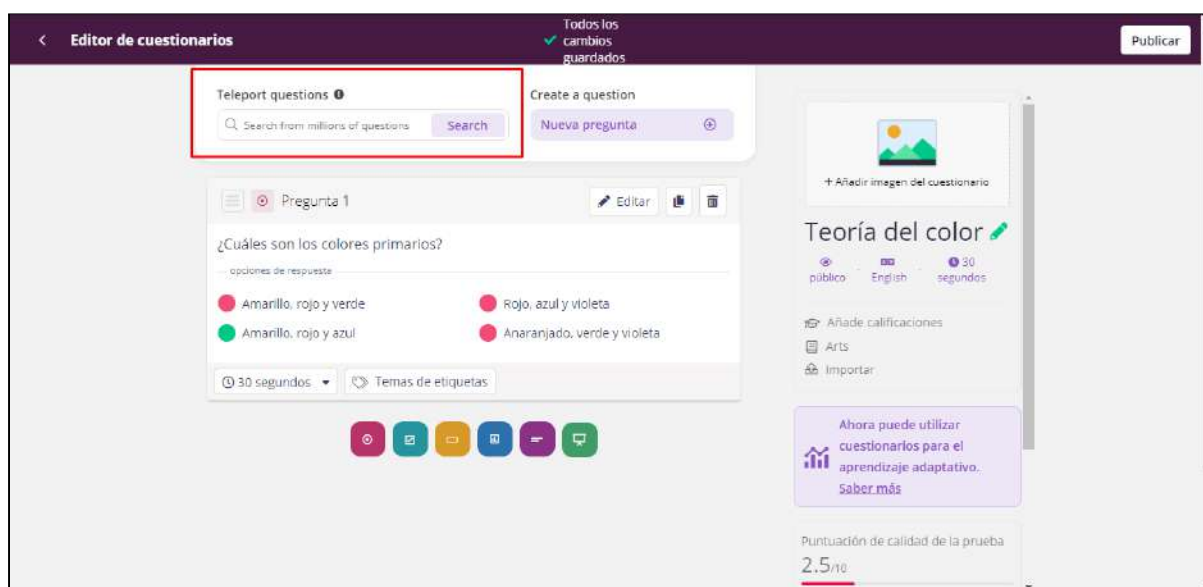 Editor de cuestionarios
Todos los
cambios
guardados
Publicar
Teleport questions
Search from millions of questions
Search
Create a question
Nueva pregunta
Pregunta 1
Editar
¿Cuáles son los colores primarios?
opciones de respuesta
Amarillo, rojo y verde
Rojo, azul y violeta
Amarillo, rojo y azul
Anaranjado, verde y violeta
30 segundos
Temas de etiquetas
+ Añadir imagen del cuestionario
Teoría del color
público
English
30
segundos
Añade calificaciones
Arts
Importar
Ahora puede utilizar
cuestionarios para el
aprendizaje adaptativo.
Saber más
Puntuación de calidad de la prueba
2.5/10